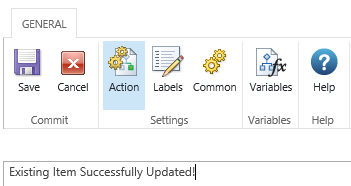 GENERAL
Save Cancel Action Labels Common Variables Help
Commit Settings Variables Help
Existing Item Successfully Updated!